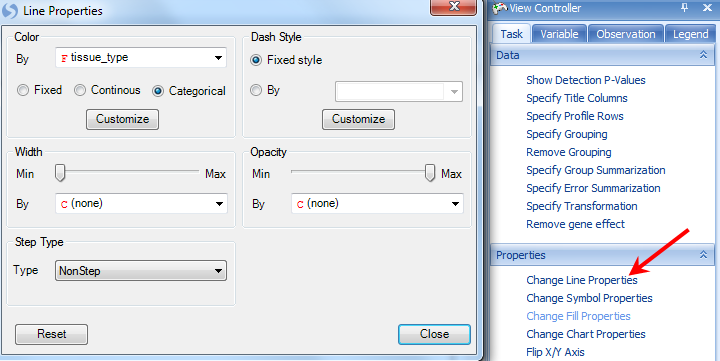 Line Properties
Color
By F tissue_type
Fixed Continous Categorical
Customize
Dash Style
Fixed style
By
Customize
Width
Min Max
By C (none)
Opacity
Min Max
By C (none)
Step Type
Type NonStep
Reset Close
View Controller
Task Variable Observation Legend
Data
Show Detection P-Values
Specify Title Columns
Specify Profile Rows
Specify Grouping
Remove Grouping
Specify Group Summarization
Specify Error Summarization
Specify Transformation
Remove gene effect
Properties
Change Line Properties
Change Symbol Properties
Change Fill Properties
Change Chart Properties
Flip X/Y Axis